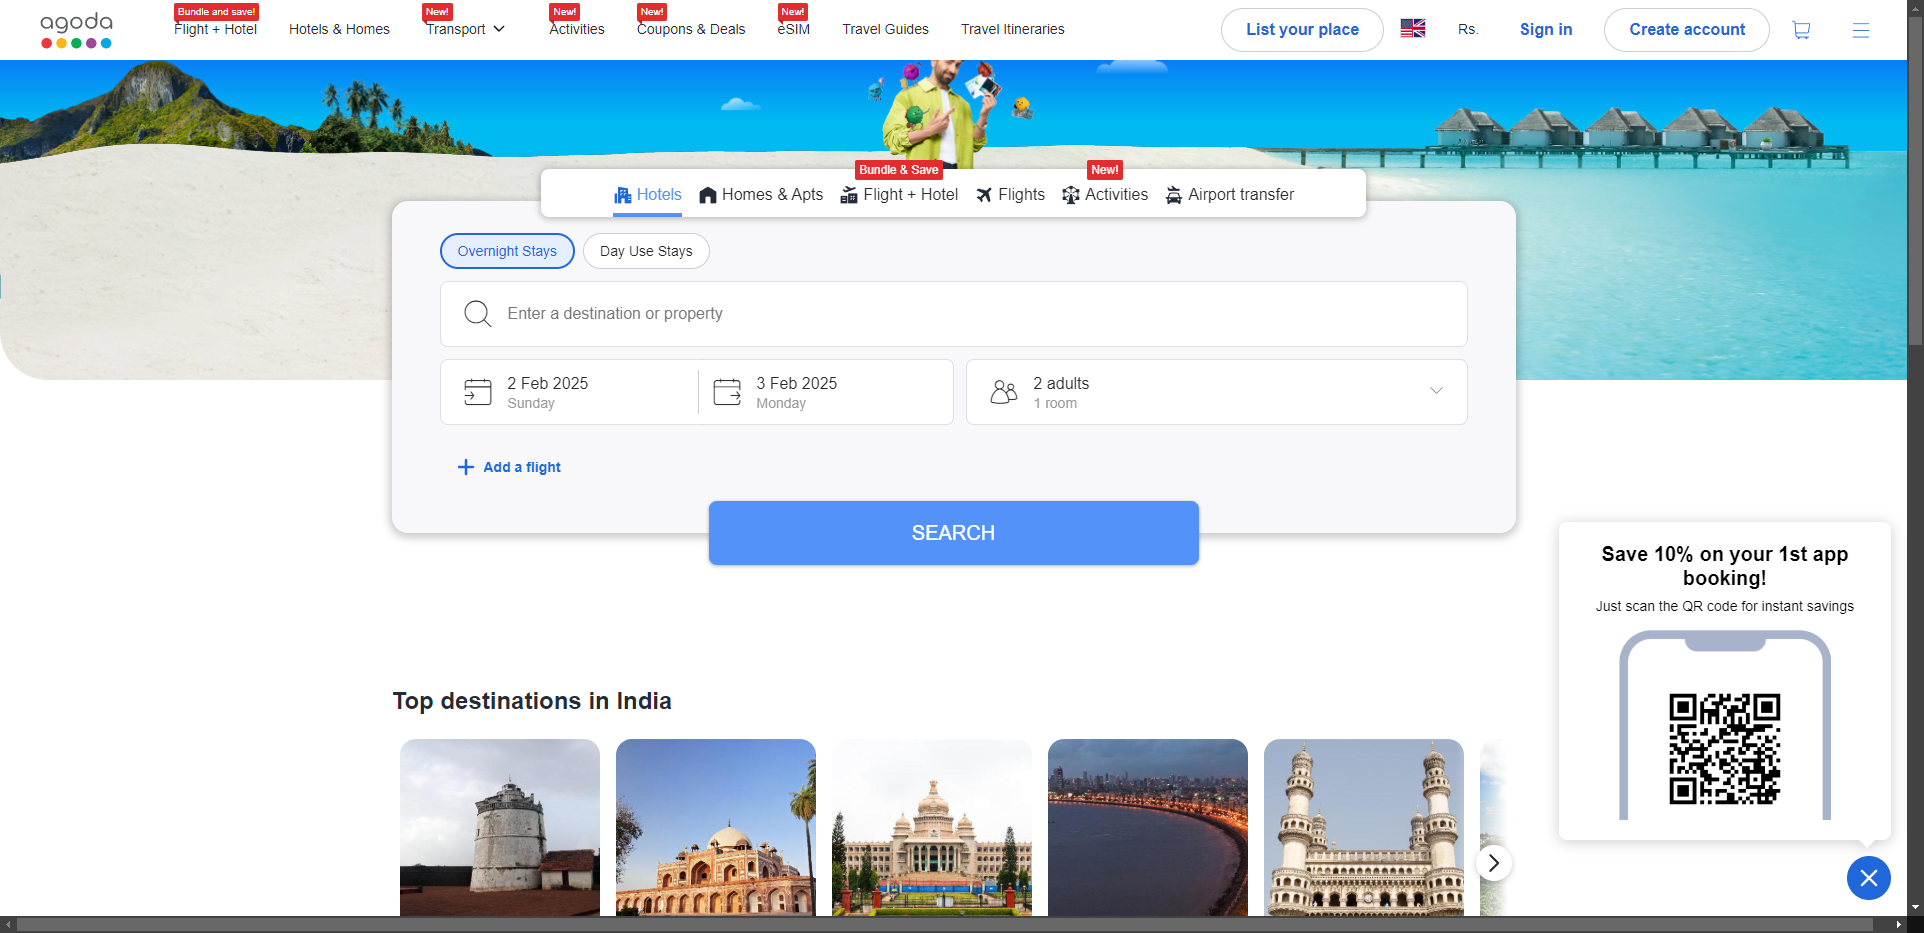 agoda
Bundle and save!
Flight + Hotel
Hotels & Homes
New!
Transport
New!
Activities
New!
Coupons & Deals
New!
eSIM
Travel Guides
Travel Itineraries
List your place
Rs.
Sign in
Create account
Hotels
Homes & Apts
Bundle & Save
Flight + Hotel
Flights
New!
Activities
Airport transfer
Overnight Stays
Day Use Stays
Enter a destination or property
2 Feb 2025
Sunday
3 Feb 2025
Monday
2 adults
1 room
Add a flight
SEARCH
Save 10% on your 1st app
booking!
Just scan the QR code for instant savings
Top destinations in India